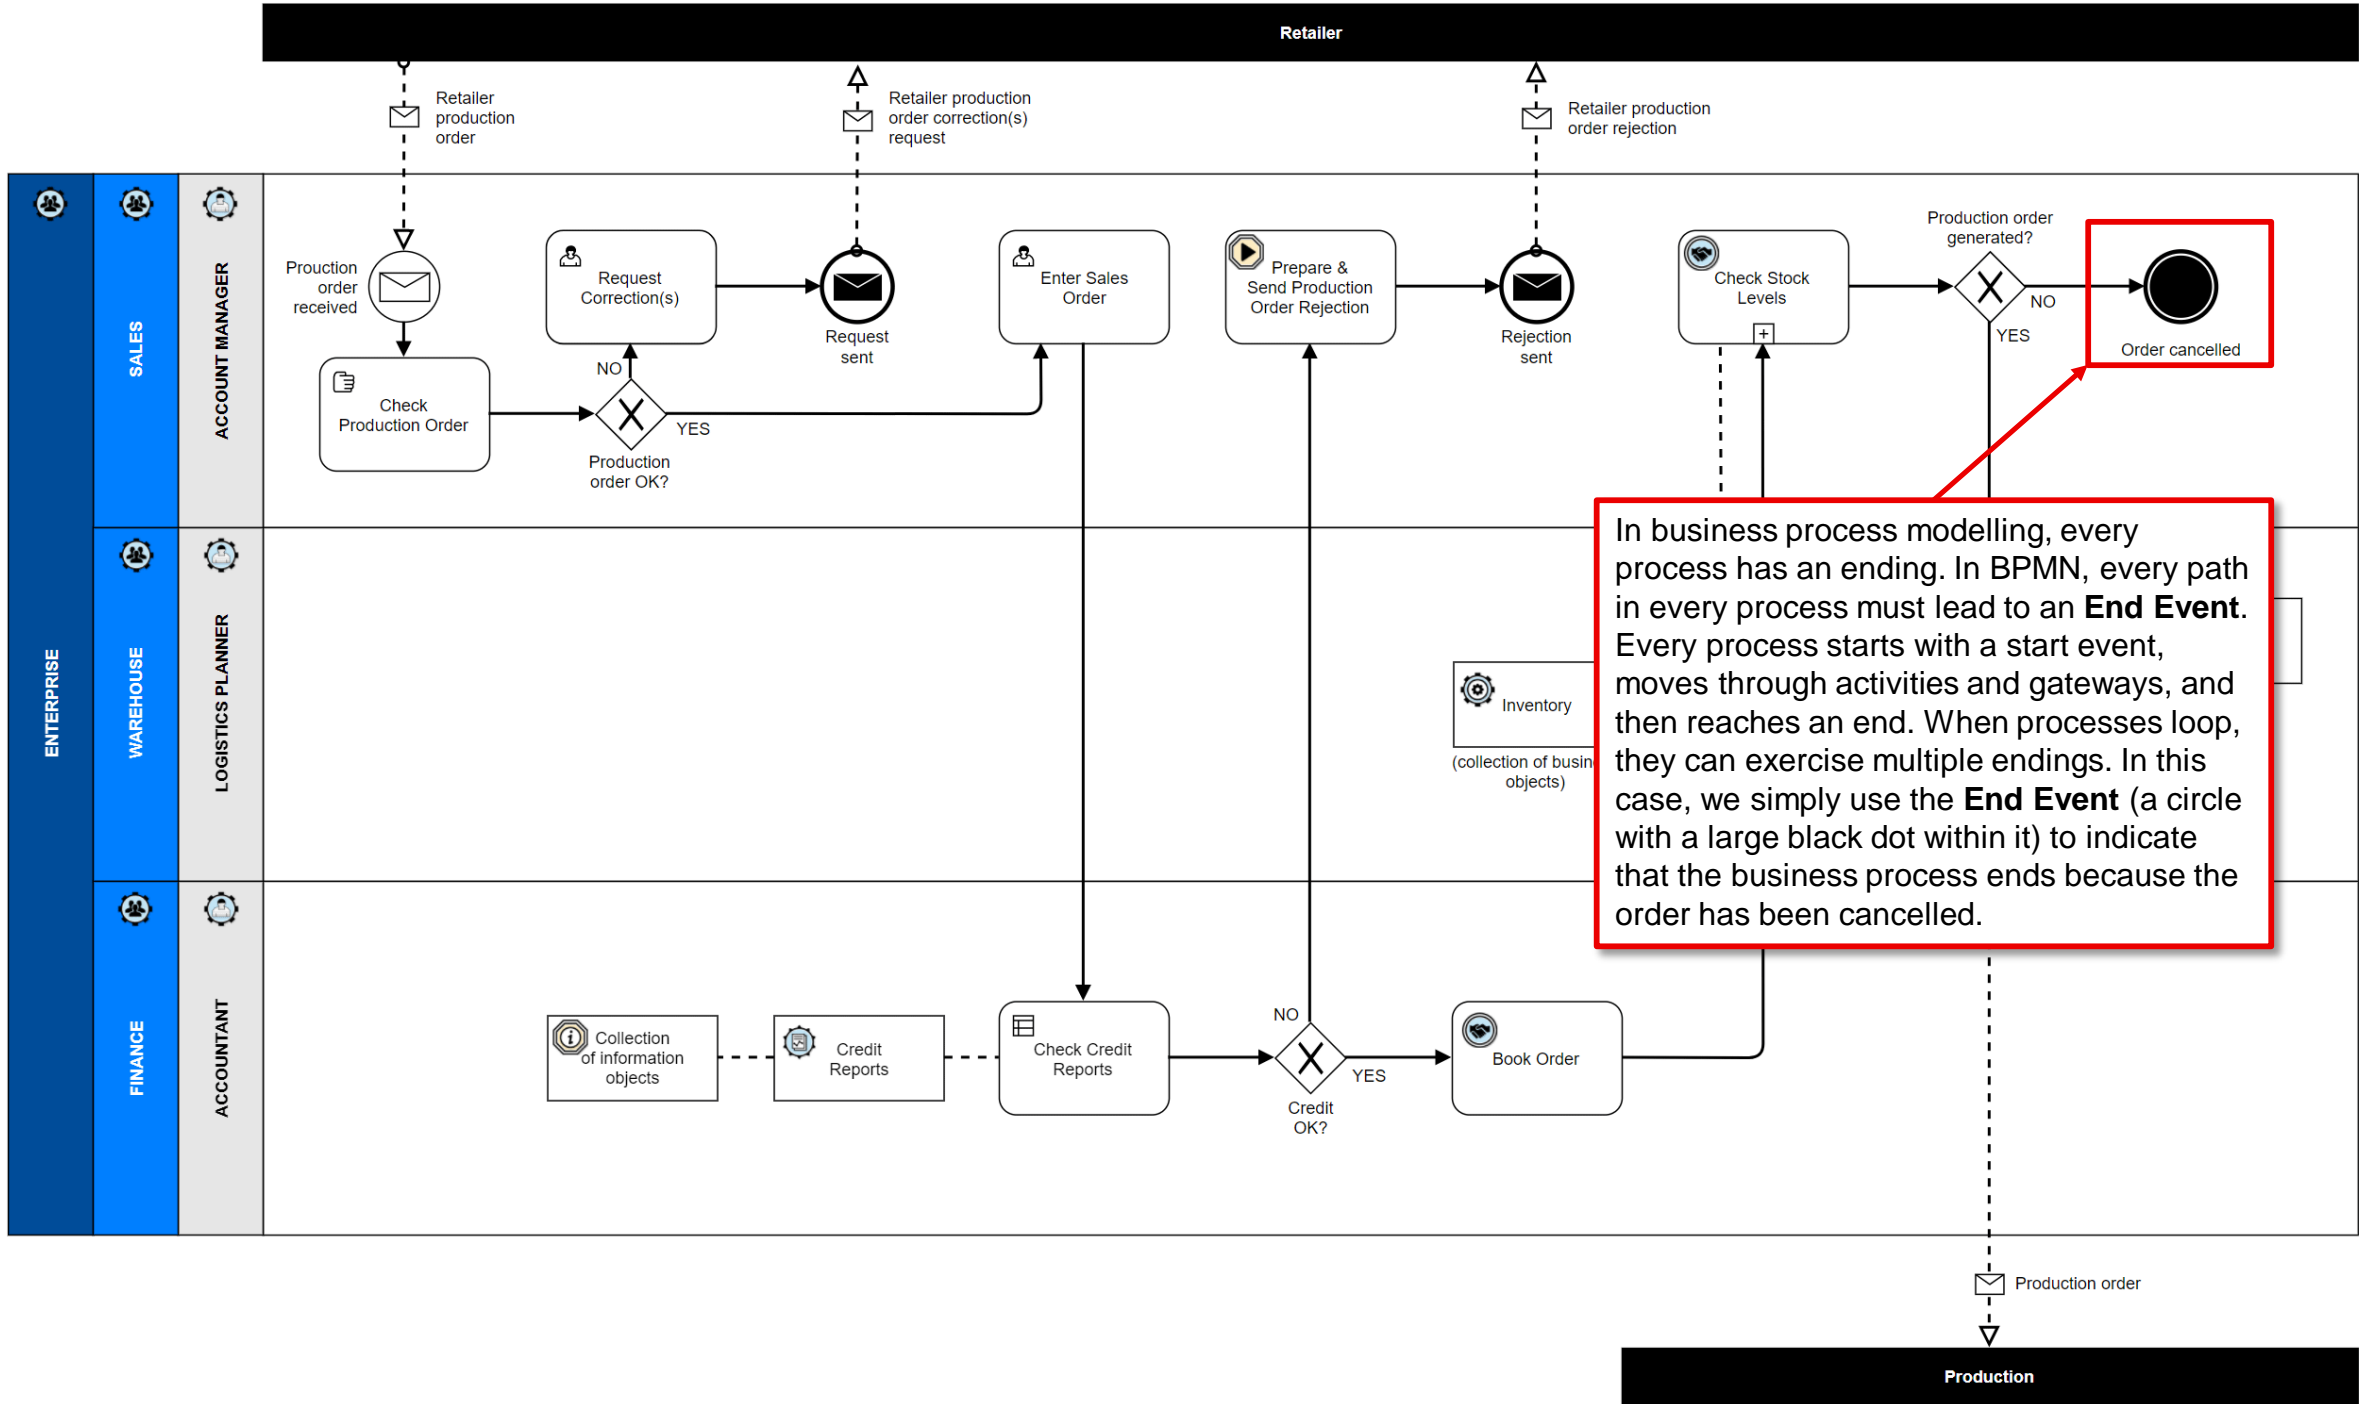 Retailer
Retailer
production
order
Retailer production
order correction(s)
request
Retailer production
order rejection
ENTERPRISE
SALES
ACCOUNT MANAGER
Prouction
order
received
Check
Production Order
Request
Correction(s)
NO
YES
Production
order OK?
Request
sent
Enter Sales
Order
Prepare &
Send Production
Order Rejection
Rejection
sent
Check Stock
Levels
Production order
generated?
NO
YES
Order cancelled
In business process modelling, every
process has an ending. In BPMN, every path
in every process must lead to an End Event.
Every process starts with a start event,
moves through activities and gateways, and
then reaches an end. When processes loop,
they can exercise multiple endings. In this
case, we simply use the End Event (a circle
with a large black dot within it) to indicate
that the business process ends because the
order has been cancelled.
WAREHOUSE
LOGISTICS PLANNER
Inventory
(collection of busin
objects)
FINANCE
ACCOUNTANT
Collection
of information
objects
Credit
Reports
Check Credit
Reports
NO
YES
Credit
OK?
Book Order
Production order
Production